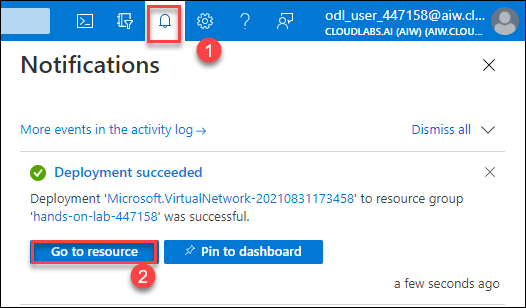 odl_user_447158@aiw.cl...
CLOUDLABS.AI (AIW) (AIW.CLOU...
1
Notifications
More events in the activity log → Dismiss all
Deployment succeeded
Deployment 'Microsoft.VirtualNetwork-20210831173458' to resource group
'hands-on-lab-447158' was successful.
Go to resource Pin to dashboard
2
a few seconds ago